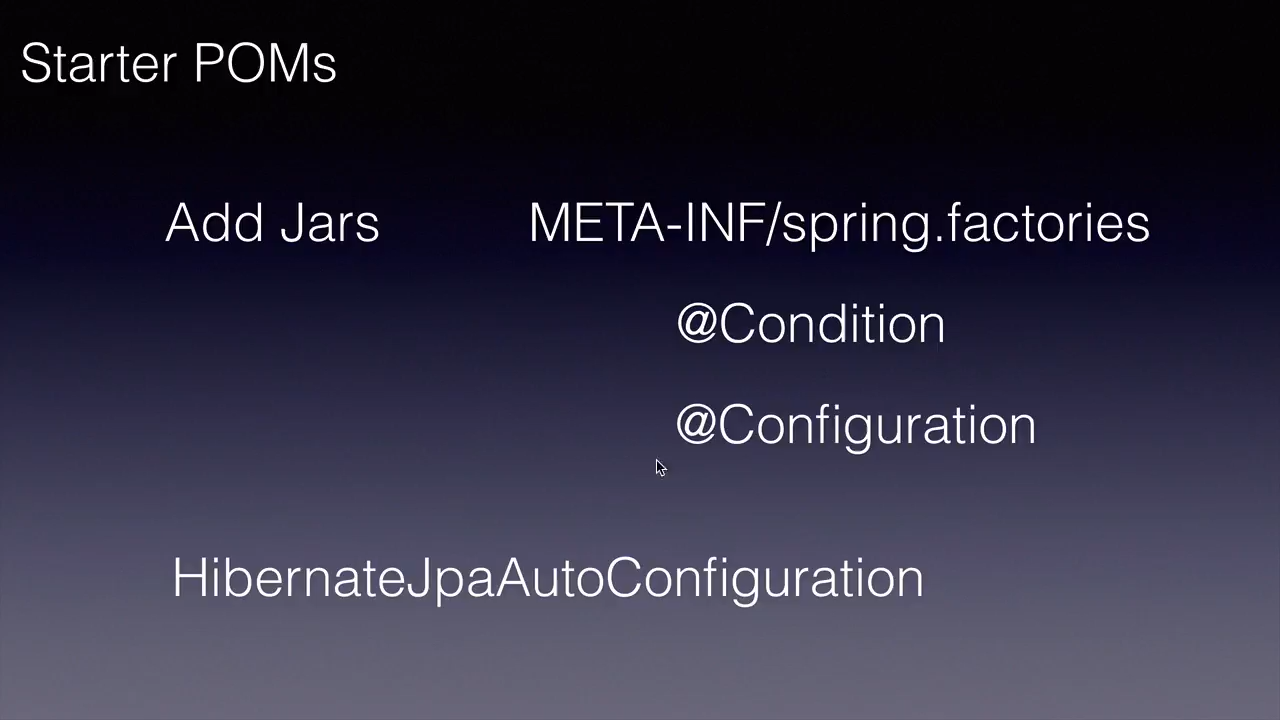 Starter POMs
Add Jars
META-INF/spring.factories
@Condition
@Configuration
HibernateJpaAutoConfiguration